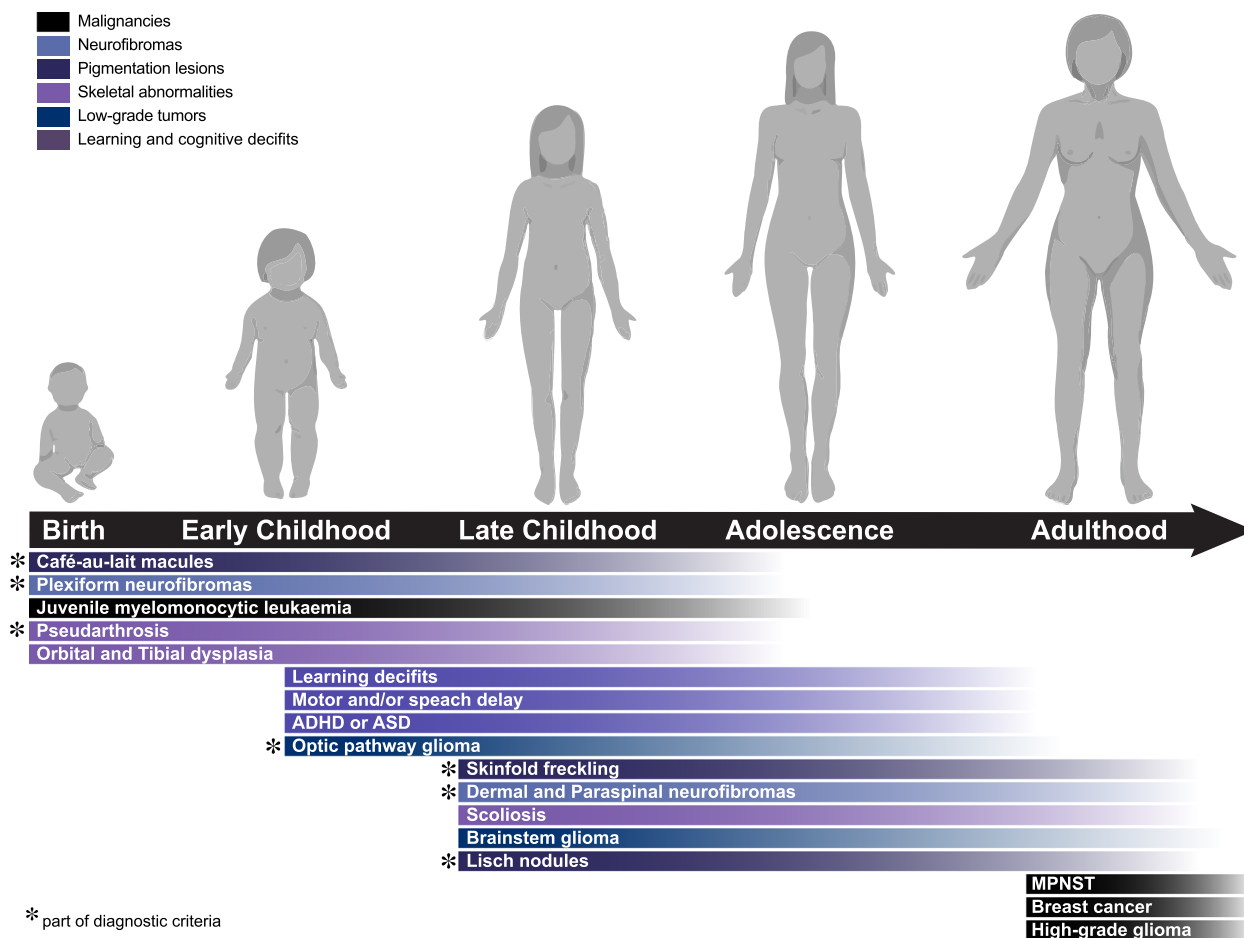 Malignancies
Neurofibromas
Pigmentation lesions
Skeletal abnormalities
Low-grade tumors
Learning and cognitive decifits
Birth Early Childhood Late Childhood Adolescence Adulthood
* Café-au-lait macules
* Plexiform neurofibromas
Juvenile myelomonocytic leukaemia
* Pseudarthrosis
Orbital and Tibial dysplasia
Learning decifits
Motor and/or speach delay
ADHD or ASD
* Optic pathway glioma
* Skinfold freckling
* Dermal and Paraspinal neurofibromas
Scoliosis
Brainstem glioma
* Lisch nodules
MPNST
Breast cancer
High-grade glioma
* part of diagnostic criteria